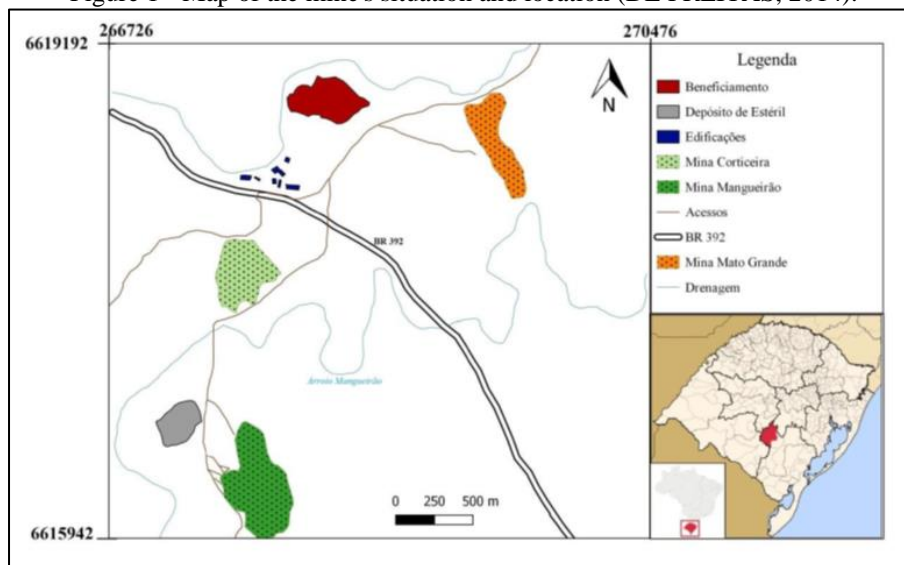 Figure 1 - Map of the mine's situation and location (DE FREITAS, 2014).
266726
270476
6619192
6615942
N
BR 392
Arroio Mangueirão
0 250 500 m
Legenda
Beneficiamento
Depósito de Estéril
Edificações
Mina Corticeira
Mina Mangueirão
Acessos
BR 392
Mina Mato Grande
Drenagem